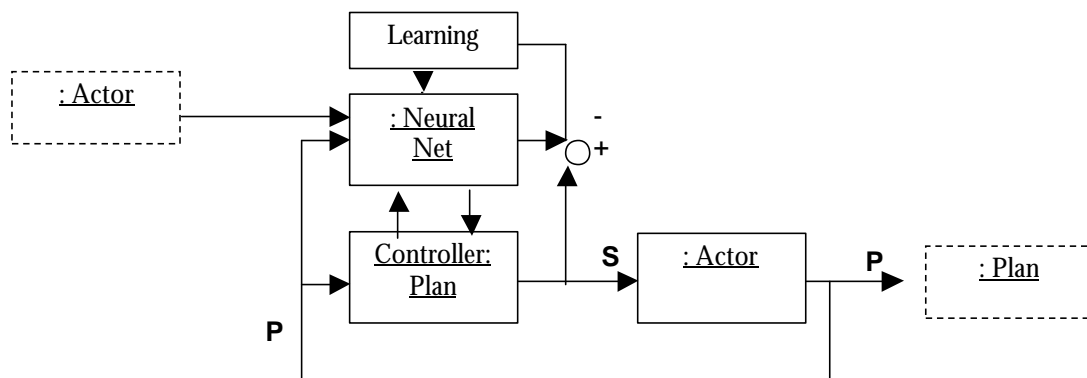 Learning
: Actor
: Neural
Net
-
+
Controller:
Plan
S
: Actor
P
: Plan
P